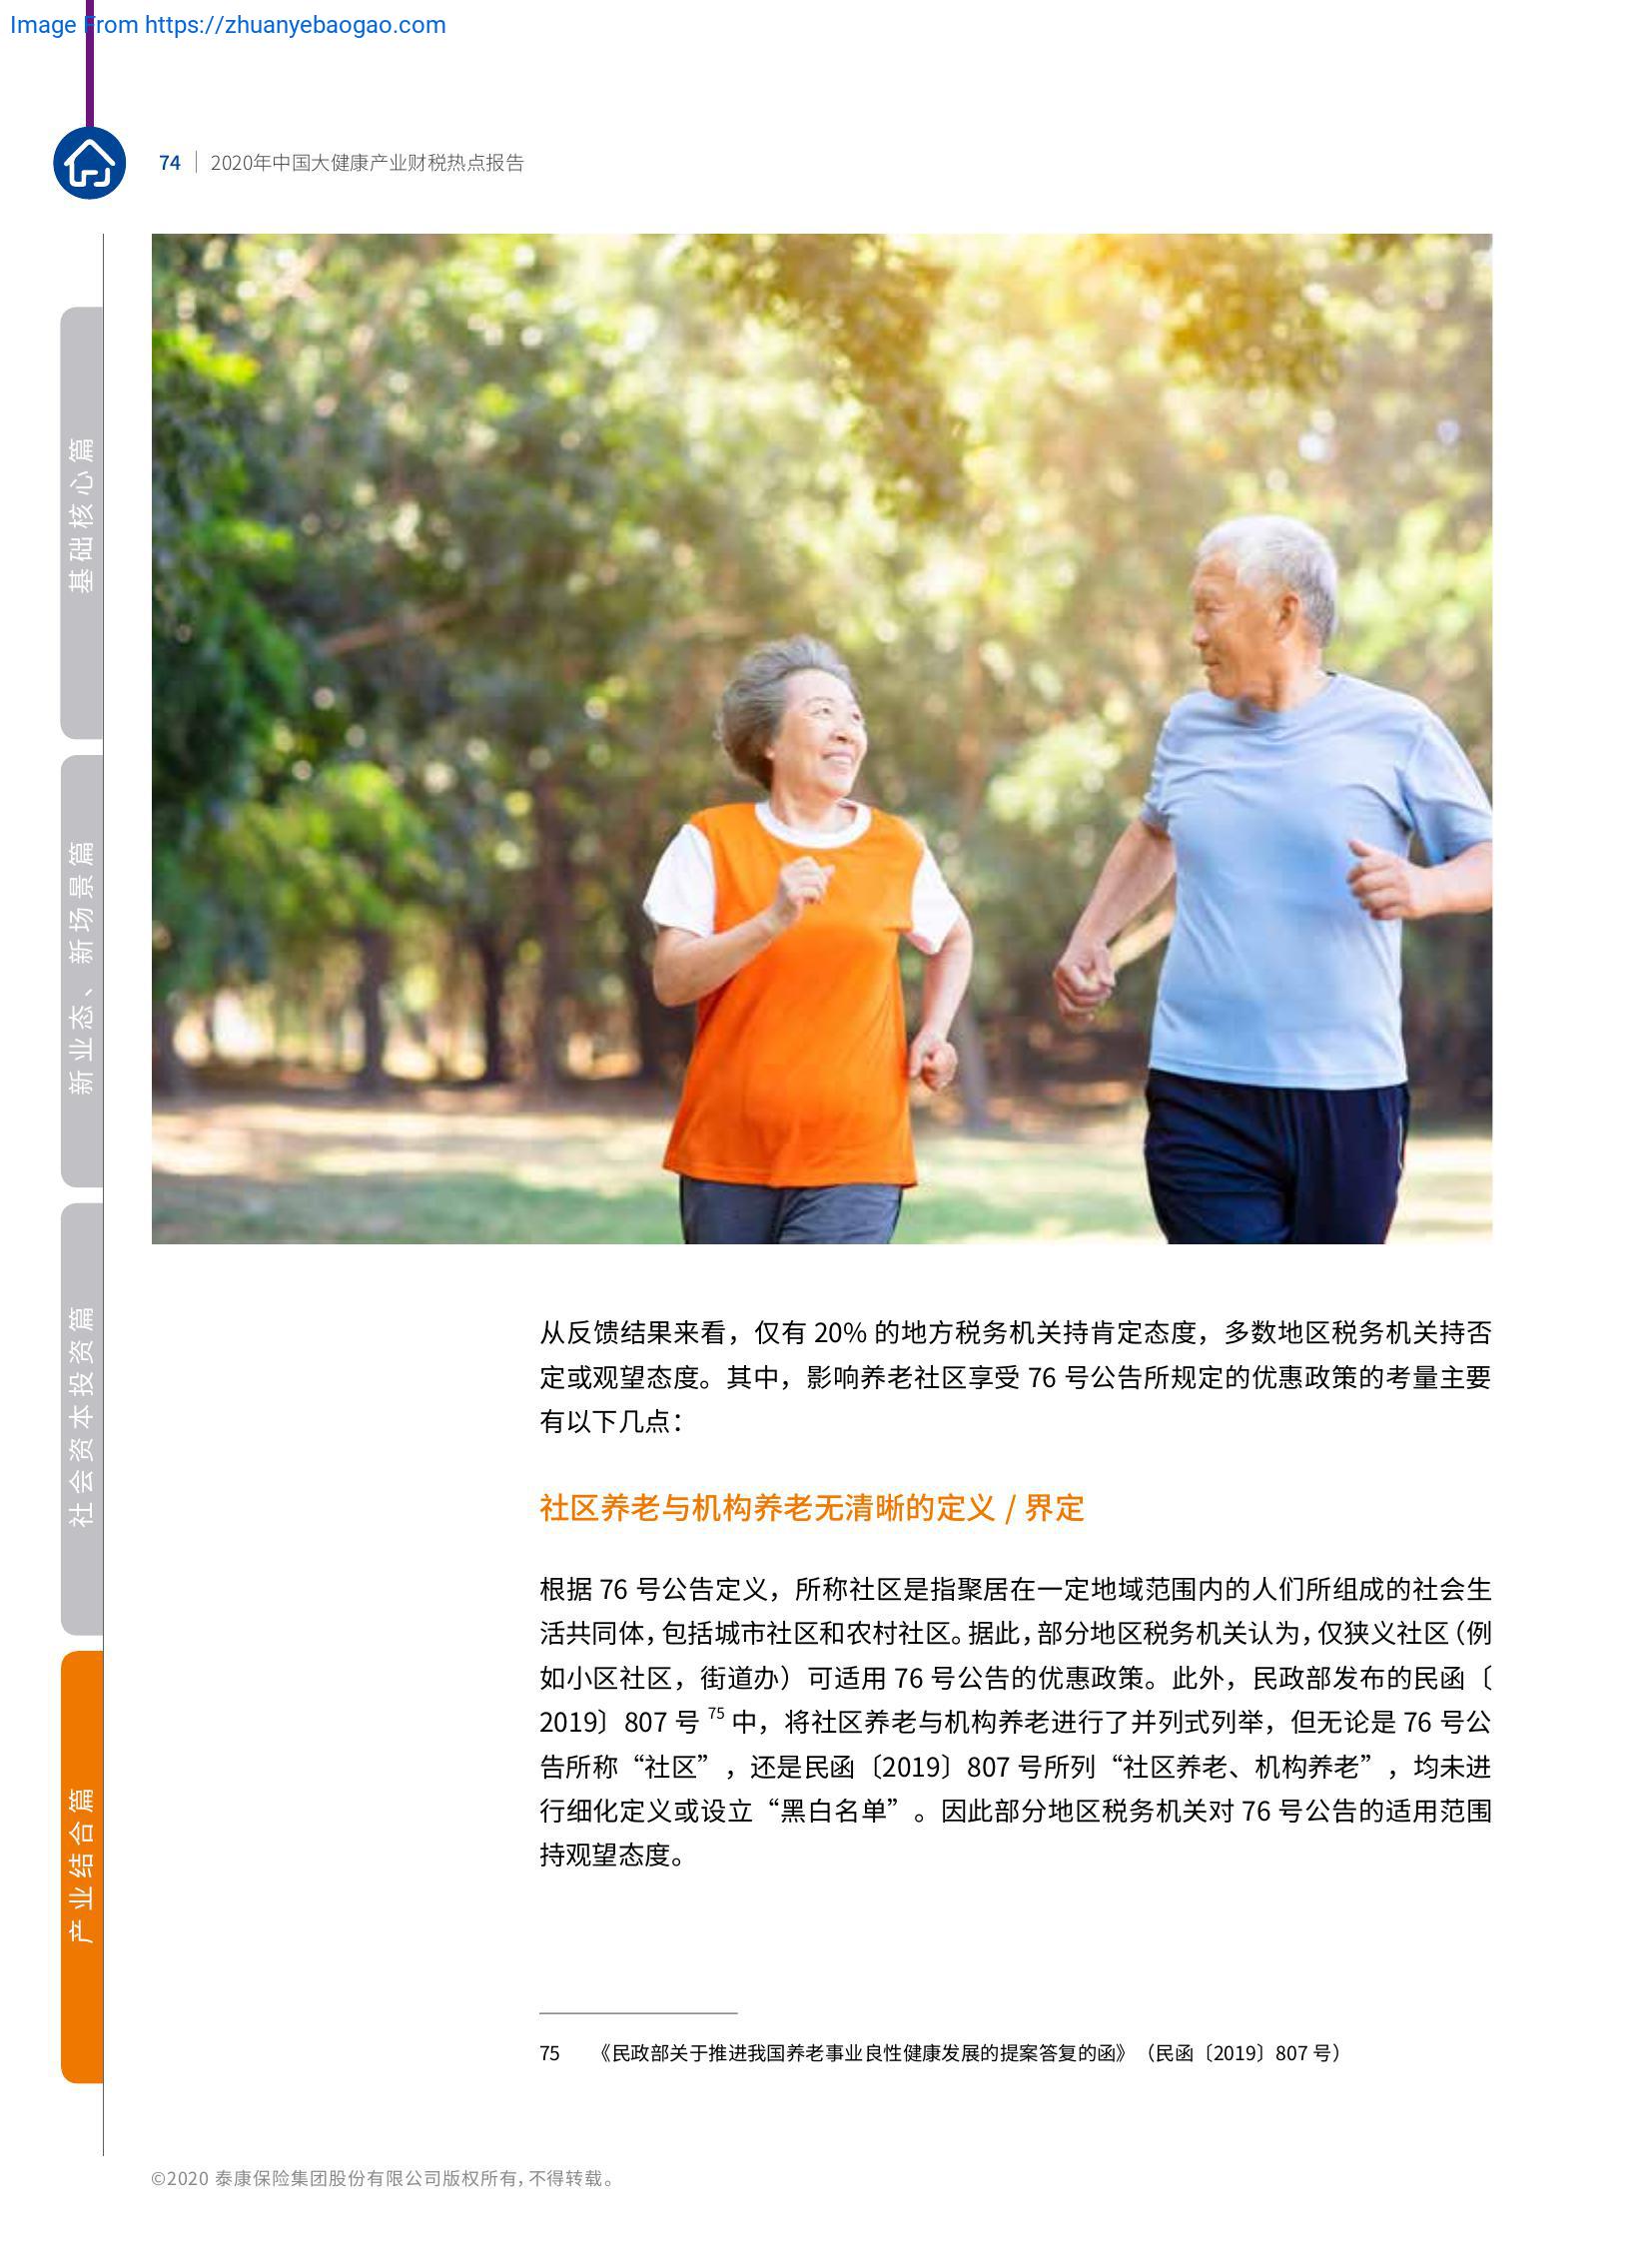 Image From https://zhuanyebaogao.com
74 2020年中国大健康产业财税热点报告
基础核心篇
新业态、新场景篇
社会资本投资篇
产业结合篇
从反馈结果来看，仅有 20% 的地方税务机关持肯定态度，多数地区税务机关持否
定或观望态度。其中，影响养老社区享受 76 号公告所规定的优惠政策的考量主要
有以下几点：
社区养老与机构养老无清晰的定义 / 界定
根据 76 号公告定义，所称社区是指聚居在一定地域范围内的人们所组成的社会生
活共同体，包括城市社区和农村社区。据此，部分地区税务机关认为，仅狭义社区（例
如小区社区，街道办）可适用 76 号公告的优惠政策。此外，民政部发布的民函〔
2019〕807 号 75 中，将社区养老与机构养老进行了并列式列举，但无论是 76 号公
告所称“社区”，还是民函〔2019〕807 号所列“社区养老、机构养老”，均未进
行细化定义或设立“黑白名单”。因此部分地区税务机关对 76 号公告的适用范围
持观望态度。
75 《民政部关于推进我国养老事业良性健康发展的提案答复的函》（民函〔2019〕807 号）
©2020 泰康保险集团股份有限公司版权所有，不得转载。